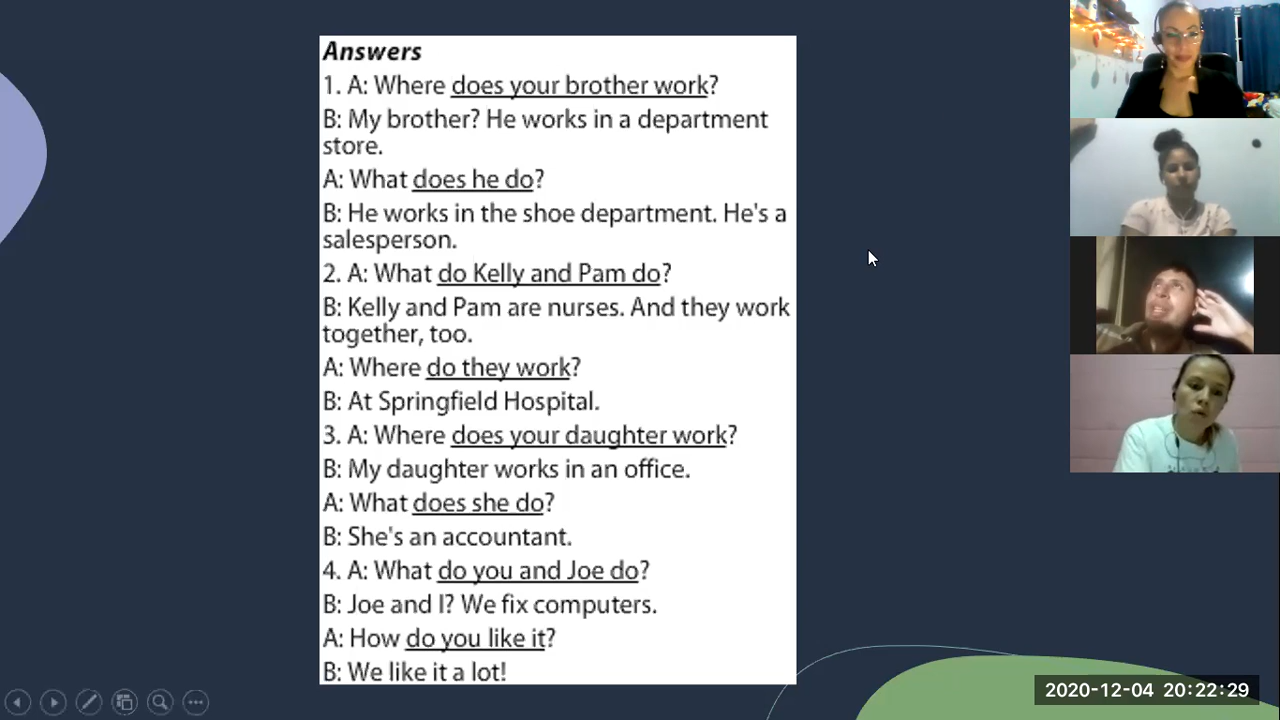 Answers
1. A: Where does your brother work?
B: My brother? He works in a department
store.
A: What does he do?
B: He works in the shoe department. He's a
salesperson.
2. A: What do Kelly and Pam do?
B: Kelly and Pam are nurses. And they work
together, too.
A: Where do they work?
B: At Springfield Hospital.
3. A: Where does your daughter work?
B: My daughter works in an office.
A: What does she do?
B: She's an accountant.
4. A: What do you and Joe do?
B: Joe and I? We fix computers.
A: How do you like it?
B: We like it a lot!
2020-12-04 20:22:29